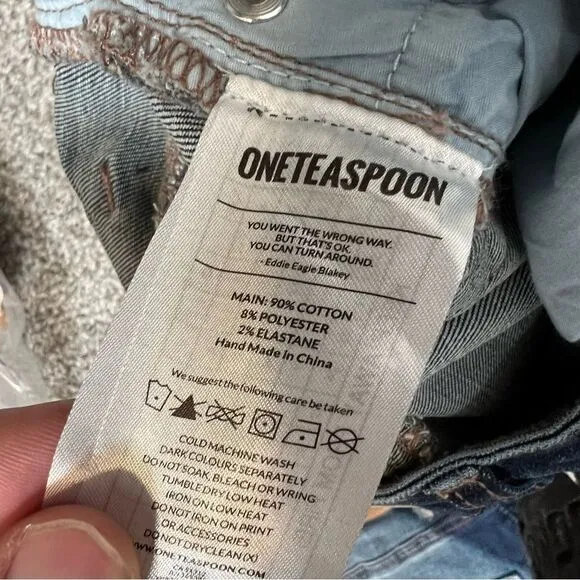 ONETEASPOON
YOU WENT THE WRONG WAY.
BUT THAT'S OK.
YOU CAN TURN AROUND.
- Eddie Eagle Blakey
MAIN: 90% COTTON
8% POLYESTER
2% ELASTANE
Hand Made in China
We suggest the following care be taken
COLD MACHINE WASH
DARK COLOURS SEPARATELY
DO NOT SOAK, BLEACH OR WRING
TUMBLE DRY LOW HEAT
IRON ON LOW HEAT
DO NOT IRON ON PRINT
OR ACCESSORIES
DO NOT DRYCLEAN (X)
WWW.ONETEASPOON.COM